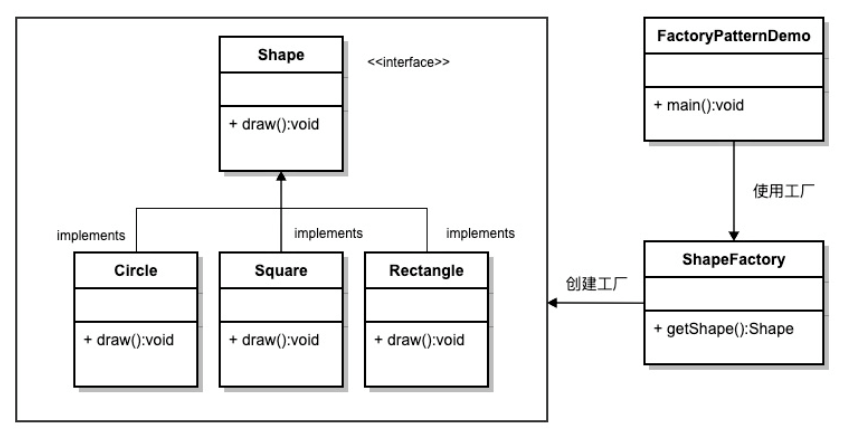 Shape
<<interface>>
+ draw():void
implements
implements
implements
Circle
+ draw():void
Square
+ draw():void
Rectangle
+ draw():void
FactoryPatternDemo
+ main():void
使用工厂
ShapeFactory
+ getShape():Shape
创建工厂